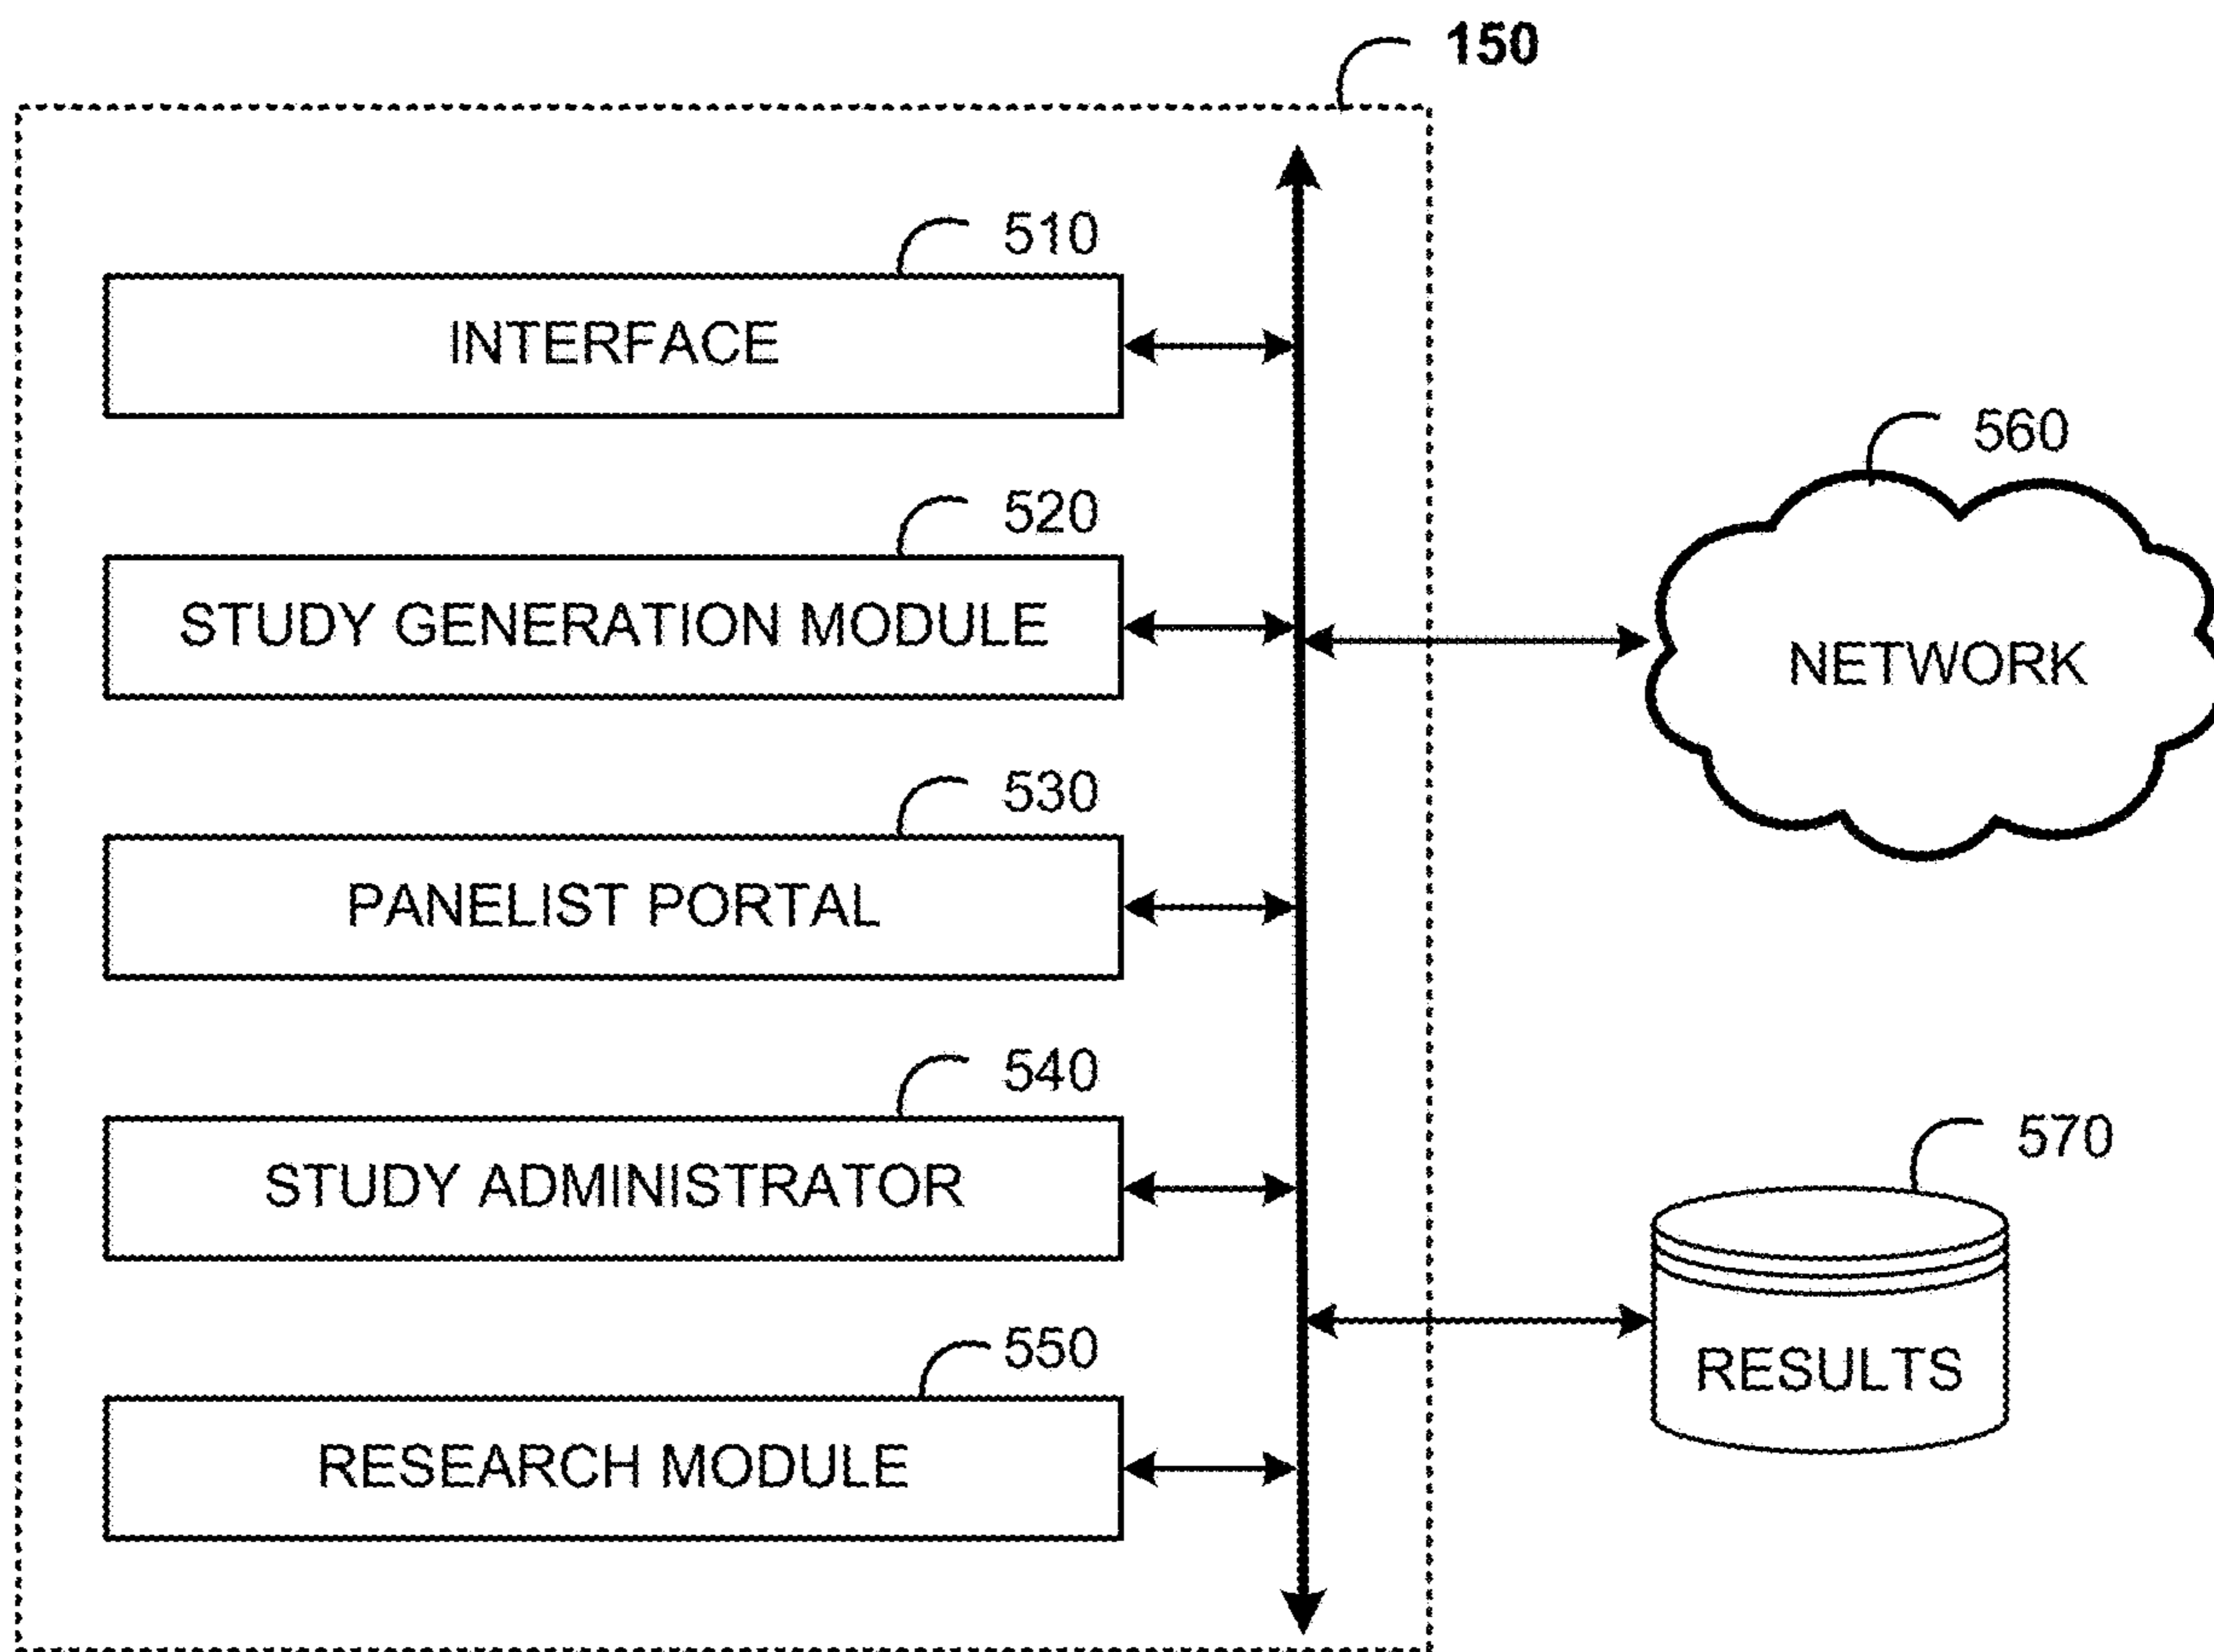 150
510
INTERFACE
560
520
STUDY GENERATION MODULE
NETWORK
530
PANELIST PORTAL
540
STUDY ADMINISTRATOR
570
550
RESULTS
RESEARCH MODULE